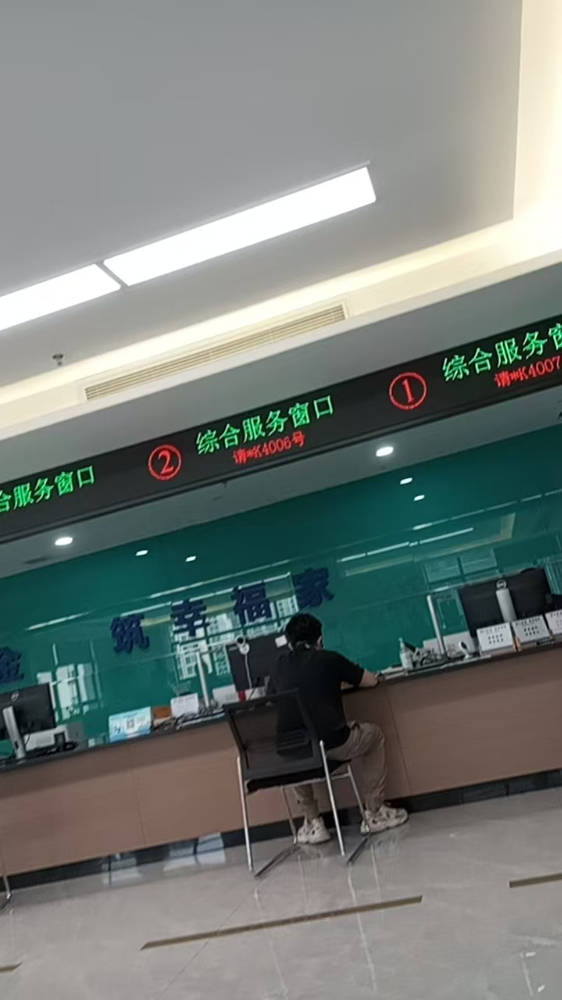 合服务窗口
② 综合服务窗口
请*K4006号
① 综合服务窗
请*K4007
金 筑幸福家